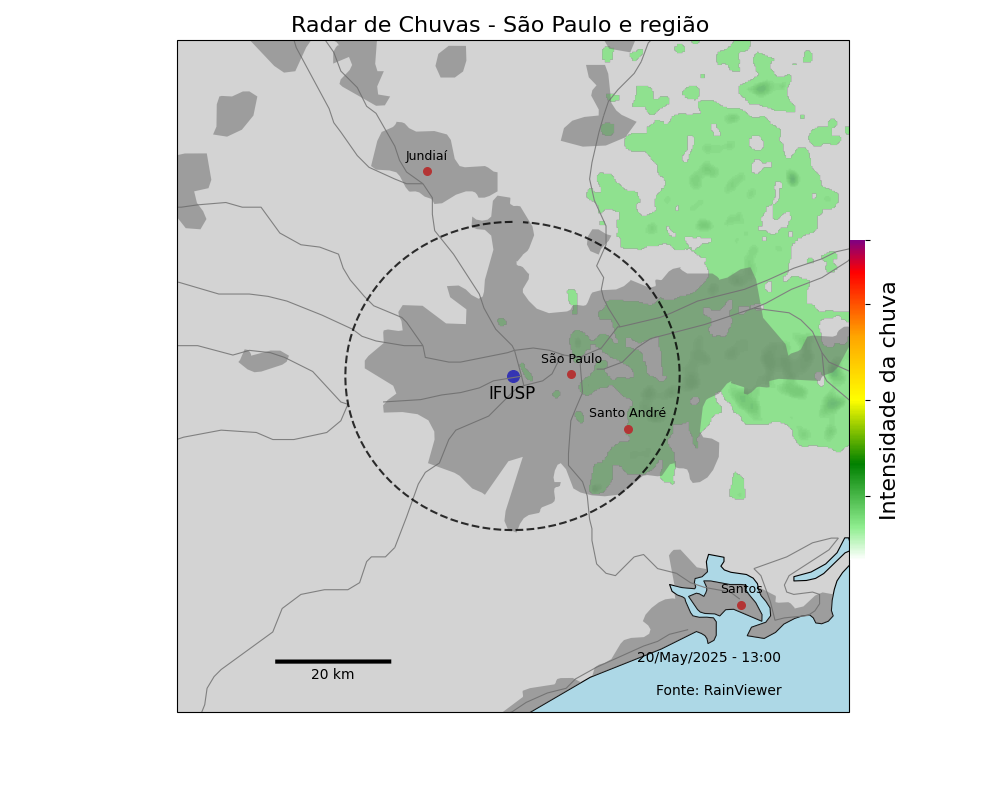 Radar de Chuvas - São Paulo e região
Jundiaí
São Paulo
IFUSP
Santo André
Intensidade da chuva
Santos
20/May/2025 - 13:00
20 km
Fonte: RainViewer